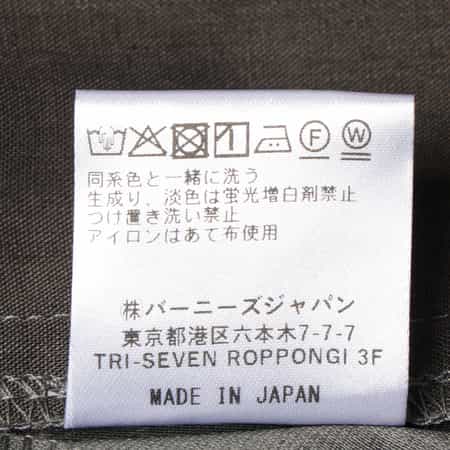 F W
同系色と一緒に洗う
生成り、淡色は蛍光増白剤禁止
つけ置き洗い禁止
アイロンはあて布使用
㈱バーニーズジャパン
東京都港区六本木7-7-7
TRI-SEVEN ROPPONGI 3F
MADE IN JAPAN